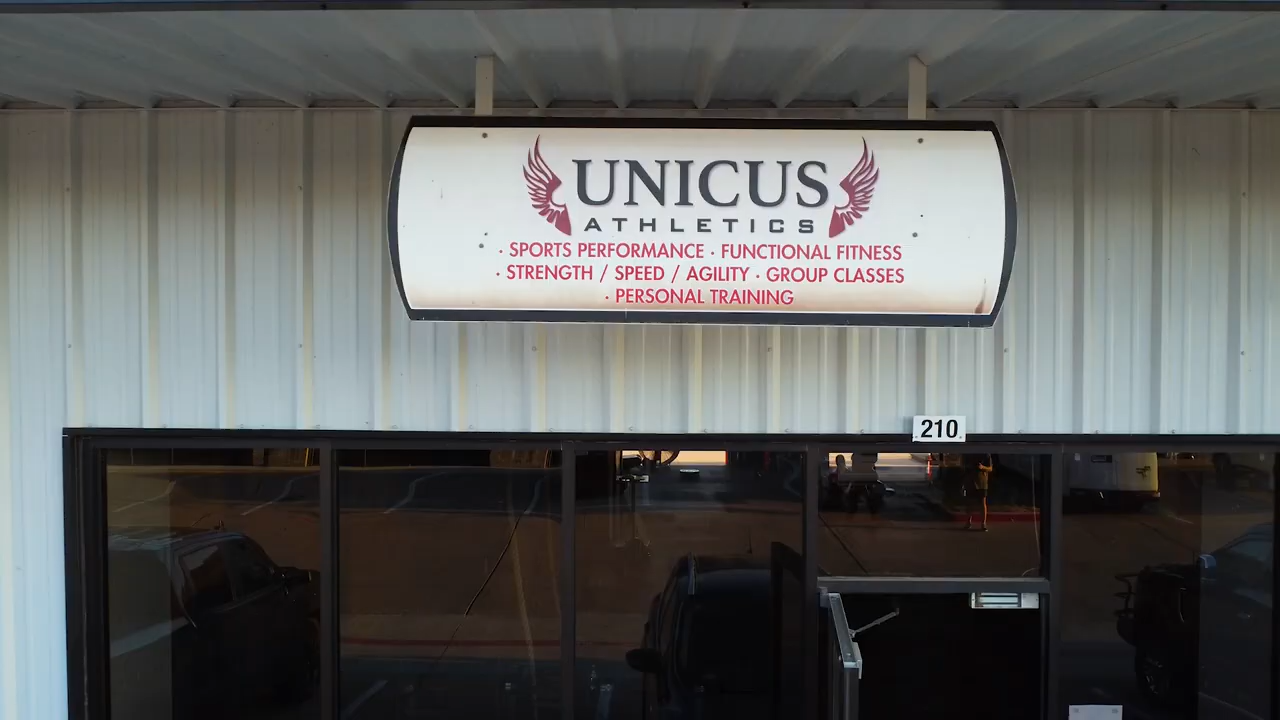 UNICUS
ATHLETICS
· SPORTS PERFORMANCE · FUNCTIONAL FITNESS
· STRENGTH / SPEED / AGILITY · GROUP CLASSES
· PERSONAL TRAINING
210